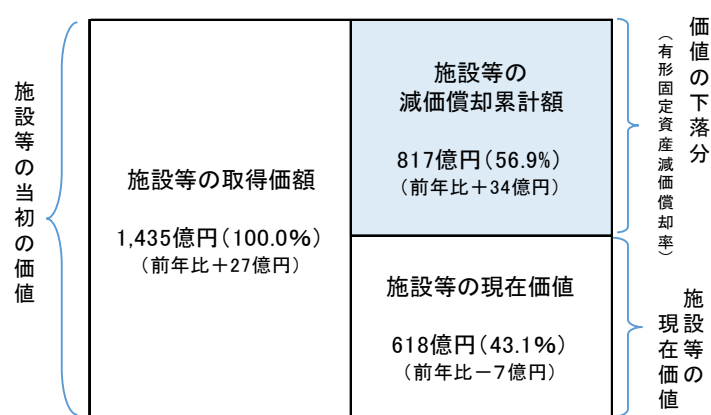 施設等の当初の価値
施設等の取得価額
1,435億円(100.0%)
(前年比+27億円)
施設等の
減価償却累計額
817億円(56.9%)
(前年比+34億円)
施設等の現在価値
618億円(43.1%)
(前年比-7億円)
価値の下落分
(有形固定資産減価償却率)
施設等の
現在価値